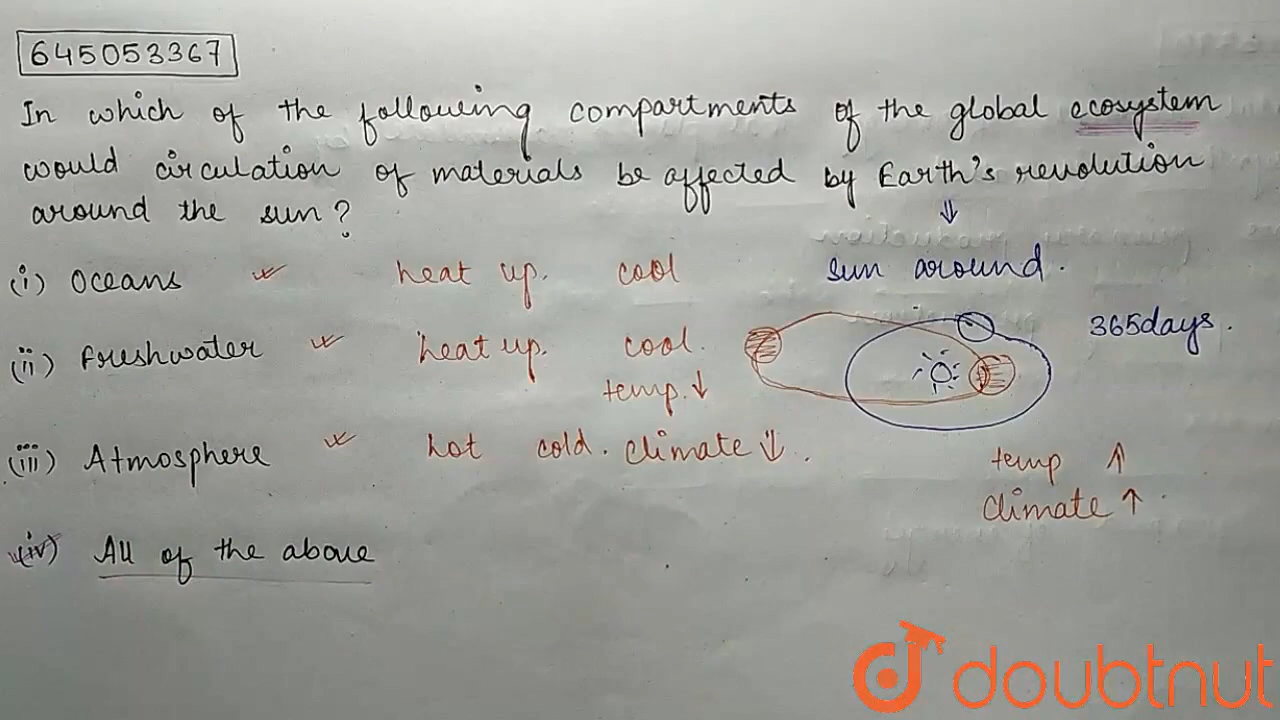 645053367
In which of the following compartments of the global ecosystem
would circulation of materials be affected by Earth's revolution
around the sun?
⇓
(i) Oceans heat up. cool sun around.
(ii) Freshwater heat up. cool. 365days.
temp. ↓
(iii) Atmosphere hot cold. climate ⇓.
temp ↑
climate ↑
(iv) All of the above
doubtnut